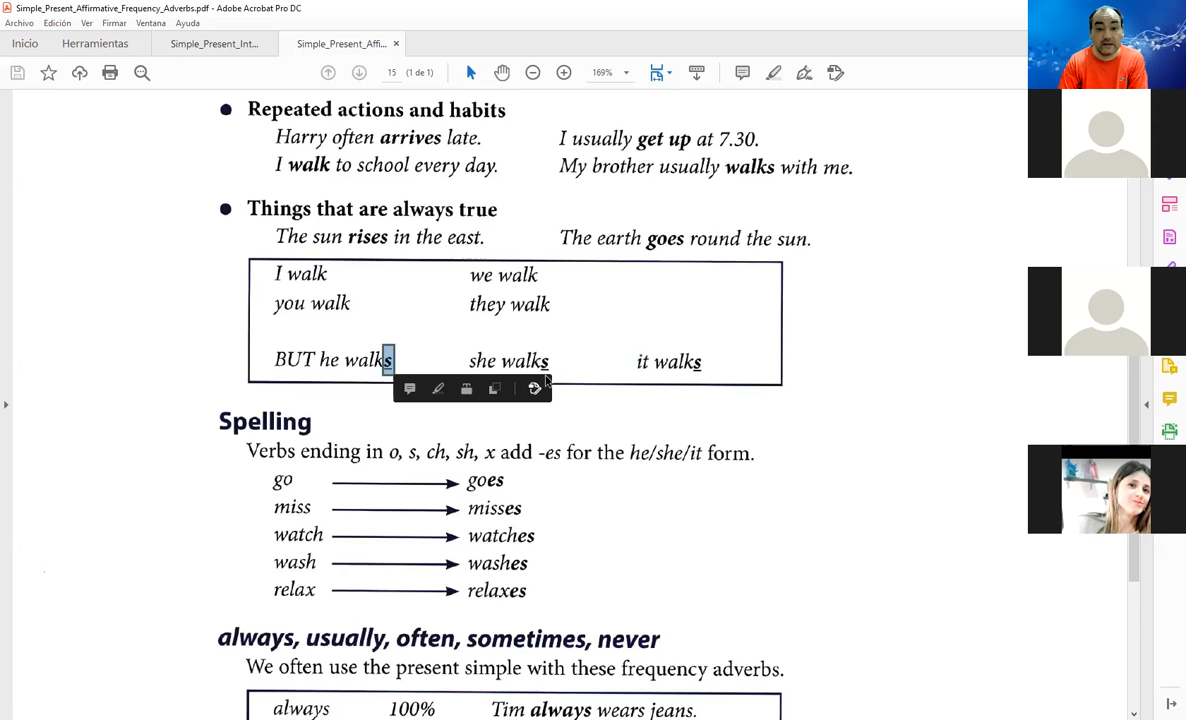 Simple_Present_Affirmative_Frequency_Adverbs.pdf - Adobe Acrobat Pro DC
Archivo Edición Ver Firmar Ventana Ayuda
Inicio Herramientas Simple_Present_Int... Simple_Present_Affi... ×
15 (1 de 1) 169%
Repeated actions and habits
Harry often arrives late. I usually get up at 7.30.
I walk to school every day. My brother usually walks with me.
Things that are always true
The sun rises in the east. The earth goes round the sun.
I walk we walk
you walk they walk
BUT he walks she walks it walks
Spelling
Verbs ending in o, s, ch, sh, x add -es for the he/she/it form.
go goes
miss misses
watch watches
wash washes
relax relaxes
always, usually, often, sometimes, never
We often use the present simple with these frequency adverbs.
always 100% Tim always wears jeans.